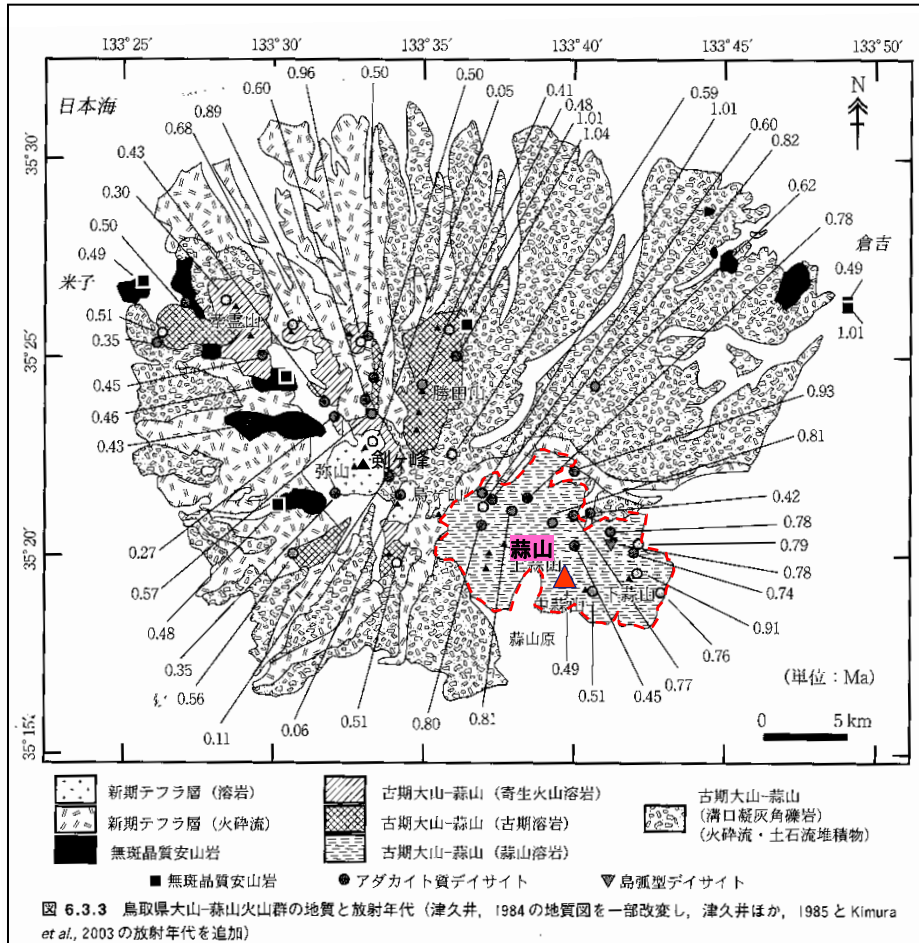 133°25′ 133°30′ 133°35′ 133°40′ 133°45′ 133°50′
日本海
N
0.96
0.50
0.50
0.60
0.05
0.41
0.59
0.89
0.48
1.01
0.68
1.01
0.60
1.04
0.43
0.82
35°30′
0.30
0.62
0.50
0.78
倉吉
0.49
0.49
米子
0.51
1.01
0.35
35°25′
勝田山
0.45
0.93
0.46
0.81
0.43
弥山
剣ヶ峰
0.42
0.78
35°20′
蒜山
0.79
0.27
上蒜山
0.78
下蒜山
0.74
0.57
中蒜山
蒜山原
0.91
0.48
0.49
0.76
0.35
0.77
(単位:Ma)
0.56
0.51
0.45
0.51
0.81
0.80
0 5 km
0.06
0.11
35°15′
新期テフラ層(溶岩)
新期テフラ層(火砕流)
無斑晶質安山岩
古期大山-蒜山(寄生火山溶岩)
古期大山-蒜山(古期溶岩)
古期大山-蒜山(蒜山溶岩)
古期大山-蒜山
(溝口凝灰角礫岩)
(火砕流・土石流堆積物)
■ 無斑晶質安山岩 ● アダカイト質デイサイト ▼ 島弧型デイサイト
図 6.3.3 鳥取県大山-蒜山火山群の地質と放射年代(津久井,1984の地質図を一部改変し,津久井ほか,1985と Kimura
et al., 2003の放射年代を追加)